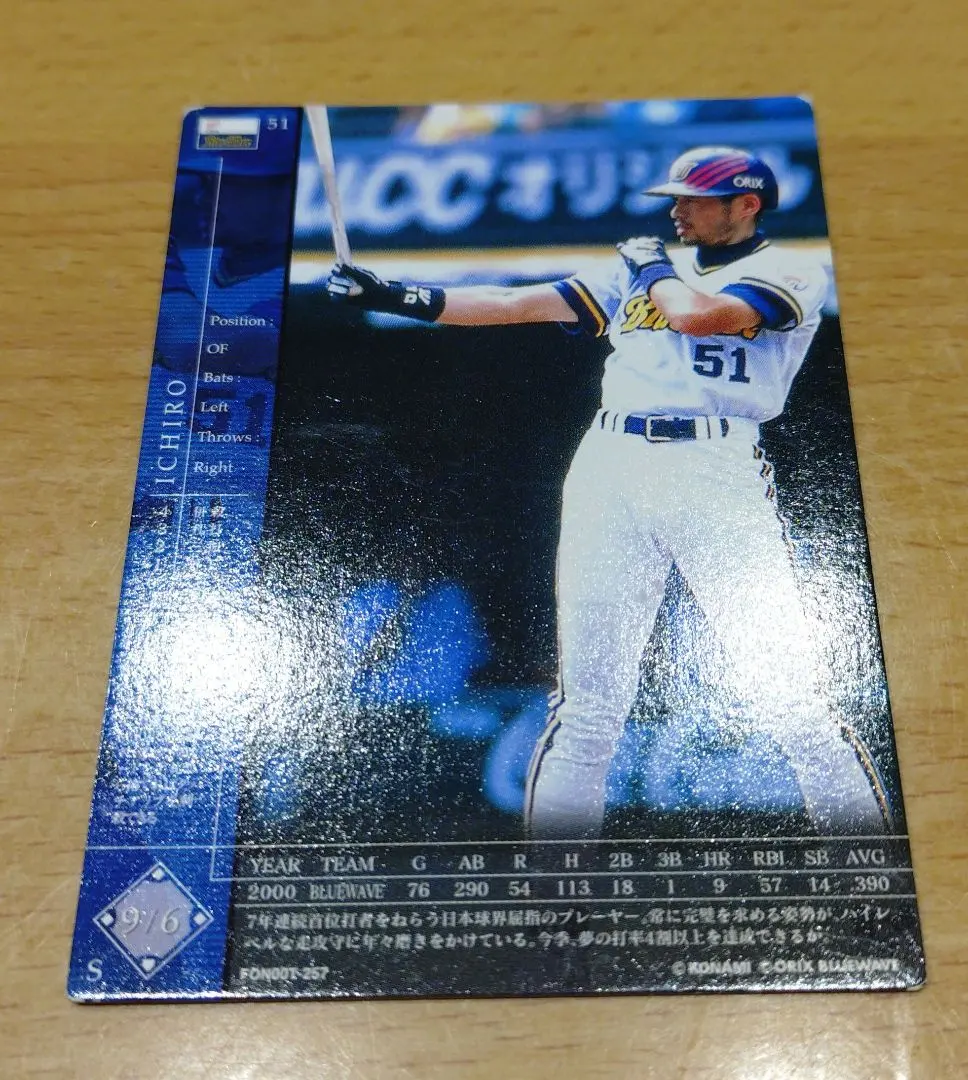 51
UCC オリジ
ORIX
51
Position :
OF
Bats :
Left
Throws :
Right
ICHIRO
YEAR TEAM G AB R H 2B 3B HR RBI SB AVG
2000 BLUEWAVE 76 290 54 113 18 1 9 57 14 .390
7年連続首位打者をねらう日本球界屈指のプレーヤー。常に完璧を求める姿勢が、ハイレ
ベルな走攻守に年々磨きをかけている。今季、夢の打率4割以上を達成できるか。
9/6
S
FON00T-257
© KONAMI © ORIX BLUEWAVE